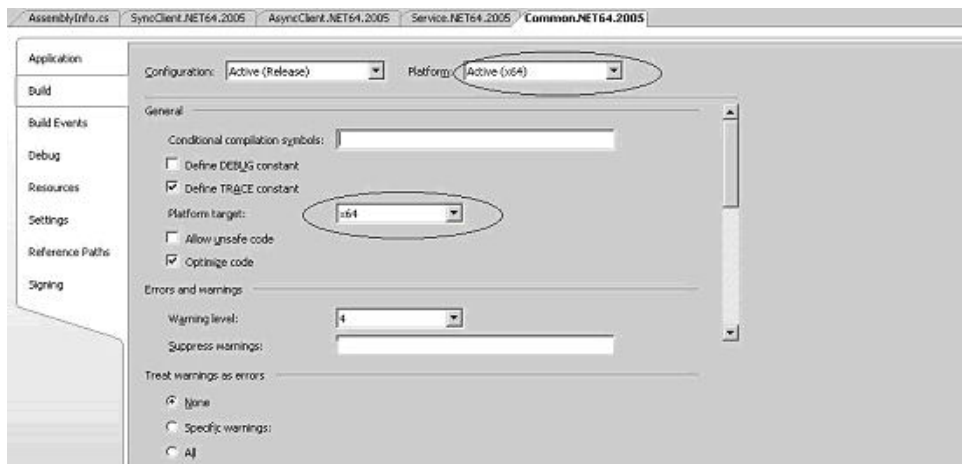 AssemblyInfo.cs SyncClient.NET64.2005 AsyncClient.NET64.2005 Service.NET64.2005 Common.NET64.2005
Application
Build
Build Events
Debug
Resources
Settings
Reference Paths
Signing
Configuration: Active (Release) Platform: Active (x64)
General
Conditional compilation symbols:
Define DEBUG constant
Define TRACE constant
Platform target: x64
Allow unsafe code
Optimize code
Errors and warnings
Warning level: 4
Suppress warnings:
Treat warnings as errors
None
Specific warnings:
All